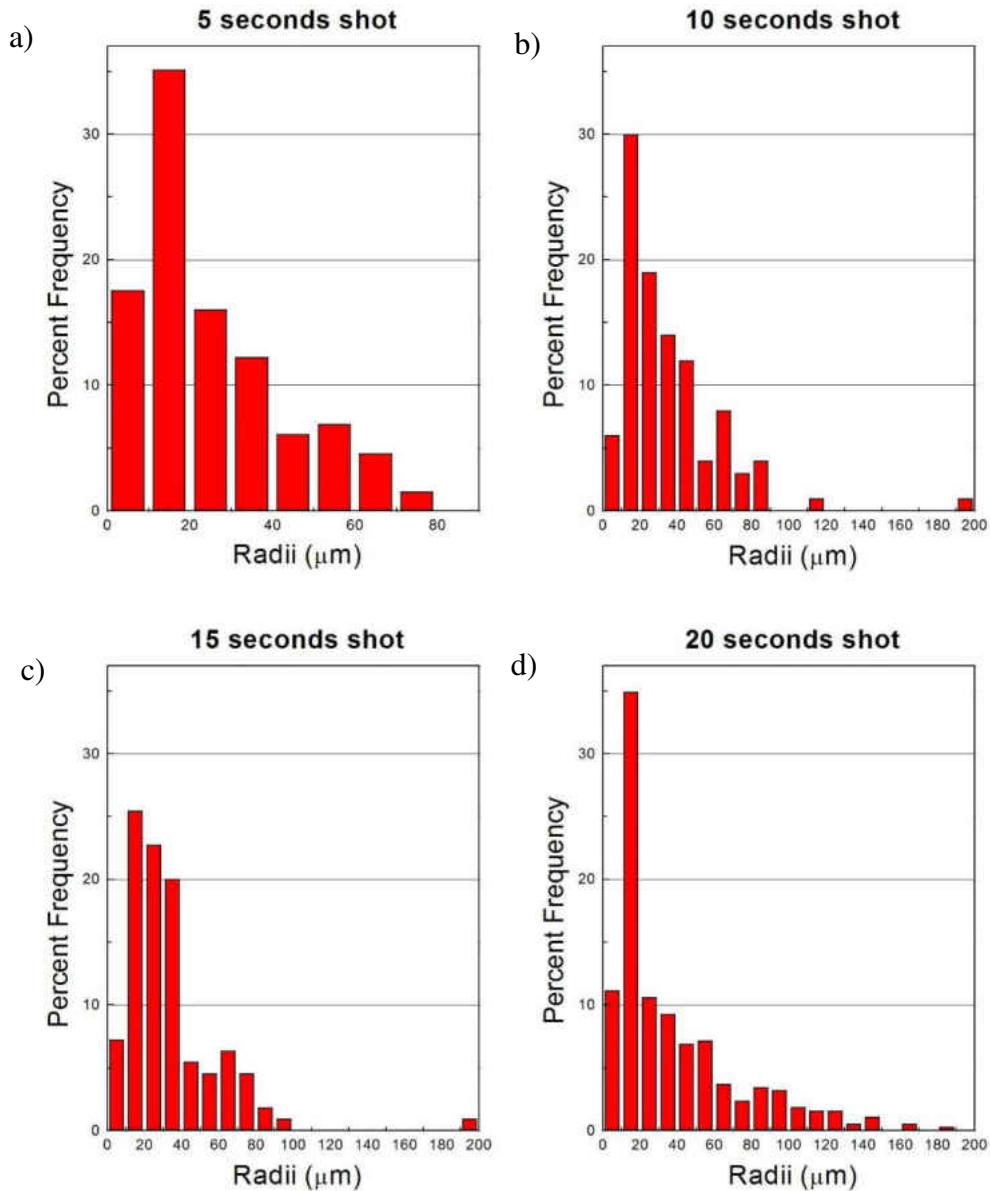 a)
5 seconds shot
Percent Frequency
30
20
10
0
0 20 40 60 80
Radii (μm)
b)
10 seconds shot
Percent Frequency
30
20
10
0
0 20 40 60 80 100 120 140 160 180 200
Radii (μm)
c)
15 seconds shot
Percent Frequency
30
20
10
0
0 20 40 60 80 100 120 140 160 180 200
Radii (μm)
d)
20 seconds shot
Percent Frequency
30
20
10
0
0 20 40 60 80 100 120 140 160 180 200
Radii (μm)